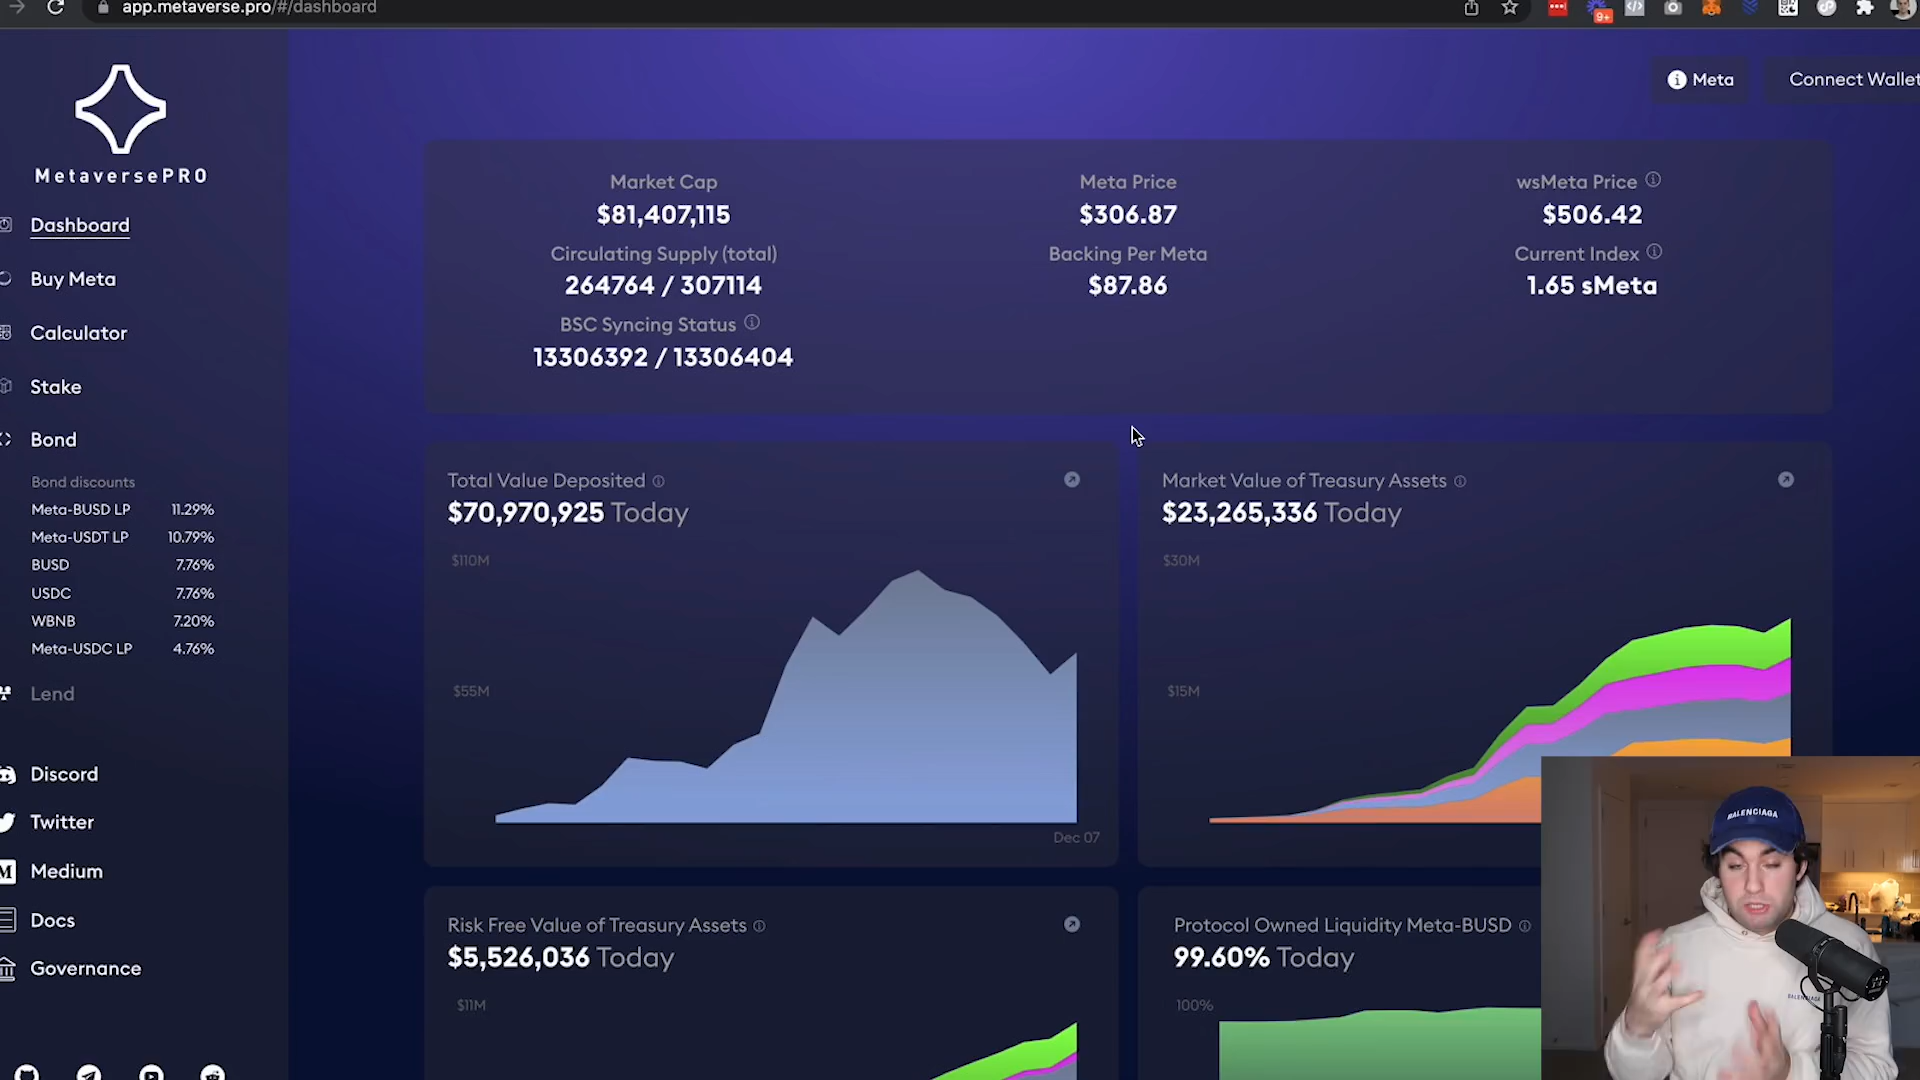 app.metaverse.pro/#/dashboard
9+
MetaversePRO
Dashboard
Buy Meta
Calculator
Stake
Bond
Bond discounts
Meta-BUSD LP 11.29%
Meta-USDT LP 10.79%
BUSD 7.76%
USDC 7.76%
WBNB 7.20%
Meta-USDC LP 4.76%
Lend
Discord
Twitter
Medium
Docs
Governance
Meta
Connect Wallet
Market Cap
$81,407,115
Circulating Supply (total)
264764 / 307114
BSC Syncing Status
13306392 / 13306404
Meta Price
$306.87
Backing Per Meta
$87.86
wsMeta Price
$506.42
Current Index
1.65 sMeta
Total Value Deposited
$70,970,925 Today
$110M
$55M
Dec 07
Market Value of Treasury Assets
$23,265,336 Today
$30M
$15M
Risk Free Value of Treasury Assets
$5,526,036 Today
$11M
Protocol Owned Liquidity Meta-BUSD
99.60% Today
100%
BALENCIAGA
BALENCIAGA